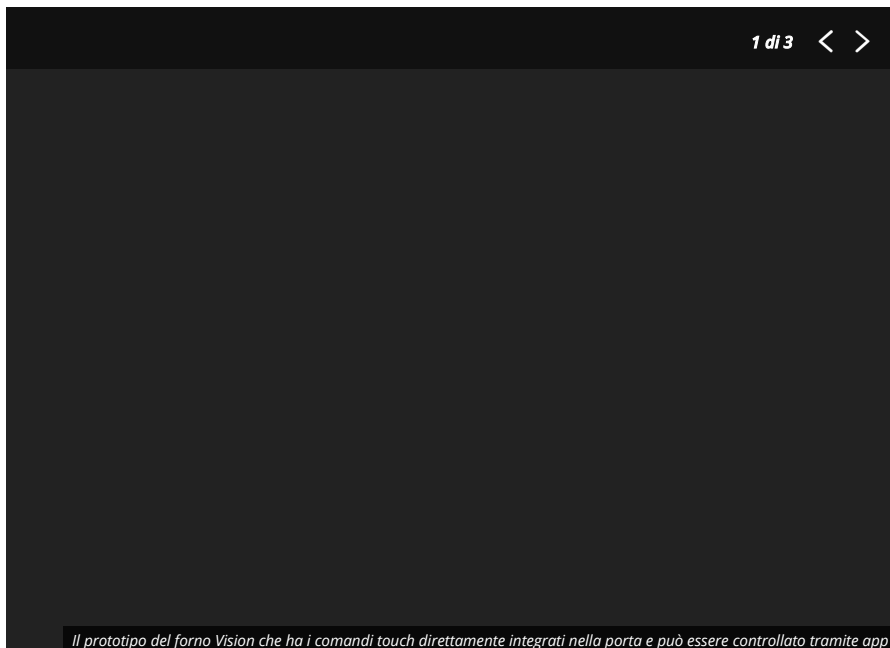 1 di 3
Il prototipo del forno Vision che ha i comandi touch direttamente integrati nella porta e può essere controllato tramite app